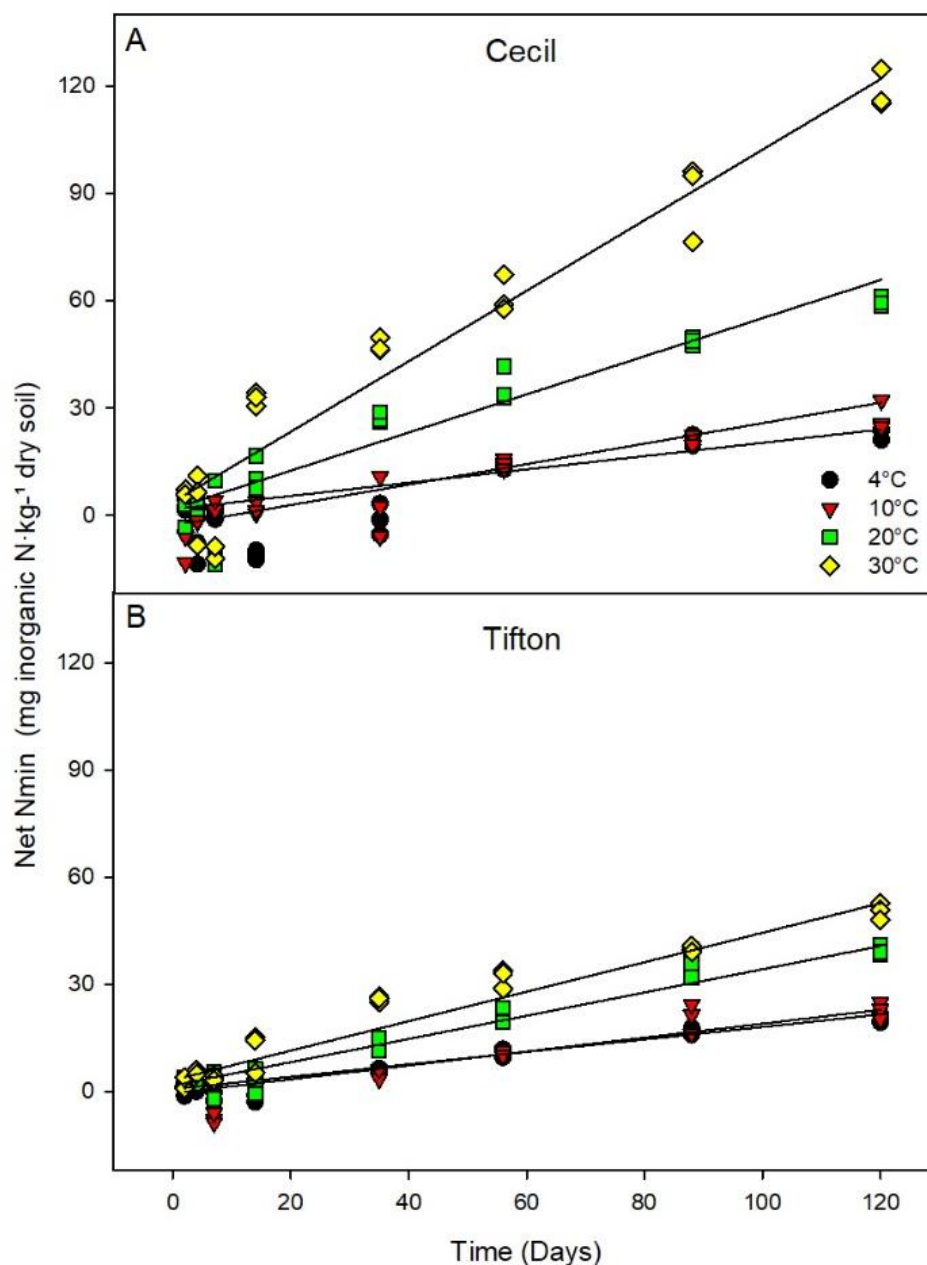 A
Cecil
120
90
60
30
0
4°C
10°C
20°C
30°C
Net Nmin (mg inorganic N·kg⁻¹ dry soil)
B
Tifton
120
90
60
30
0
0 20 40 60 80 100 120
Time (Days)